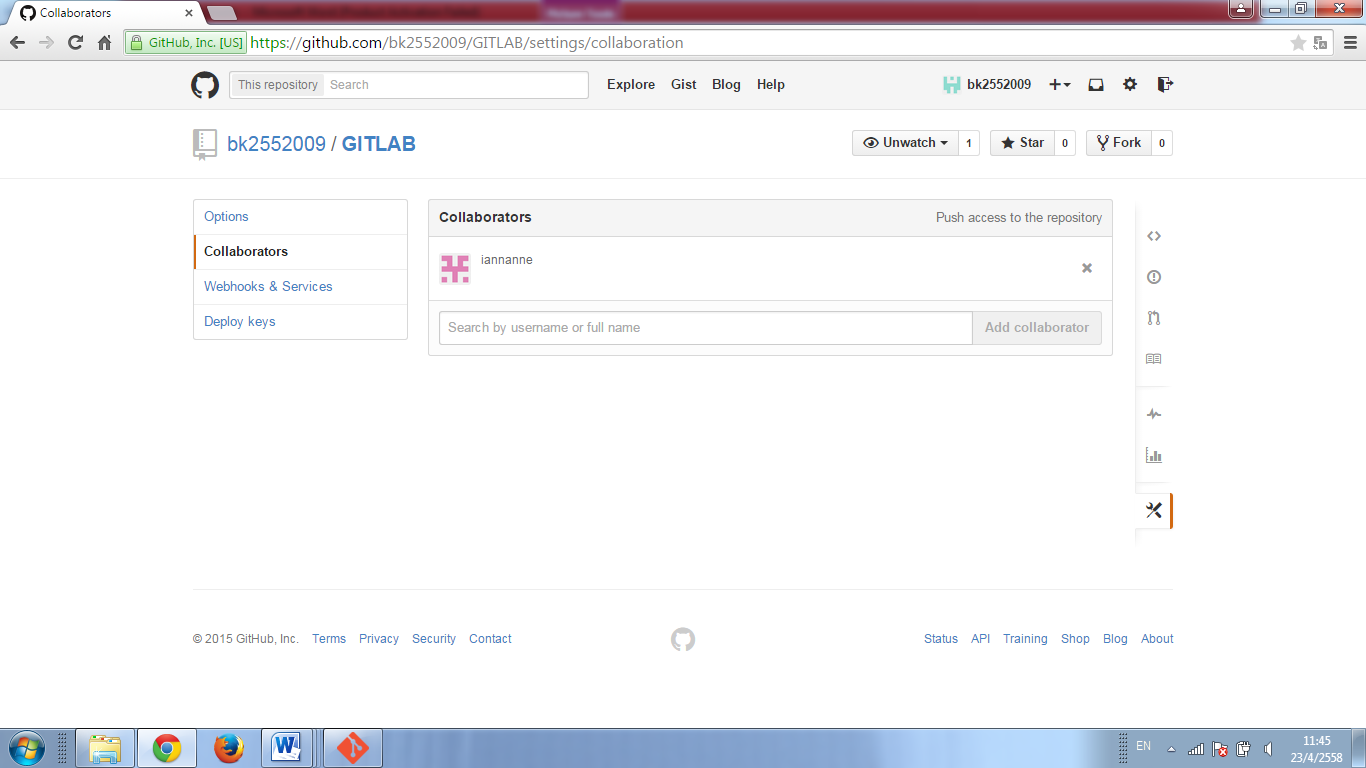 Collaborators
GitHub, Inc. [US] https://github.com/bk2552009/GITLAB/settings/collaboration
This repository Search Explore Gist Blog Help bk2552009
bk2552009 / GITLAB
Unwatch 1 Star 0 Fork 0
Options
Collaborators
Webhooks & Services
Deploy keys
Collaborators Push access to the repository
iannanne
Search by username or full name Add collaborator
© 2015 GitHub, Inc. Terms Privacy Security Contact
Status API Training Shop Blog About
EN
11:45
23/4/2558